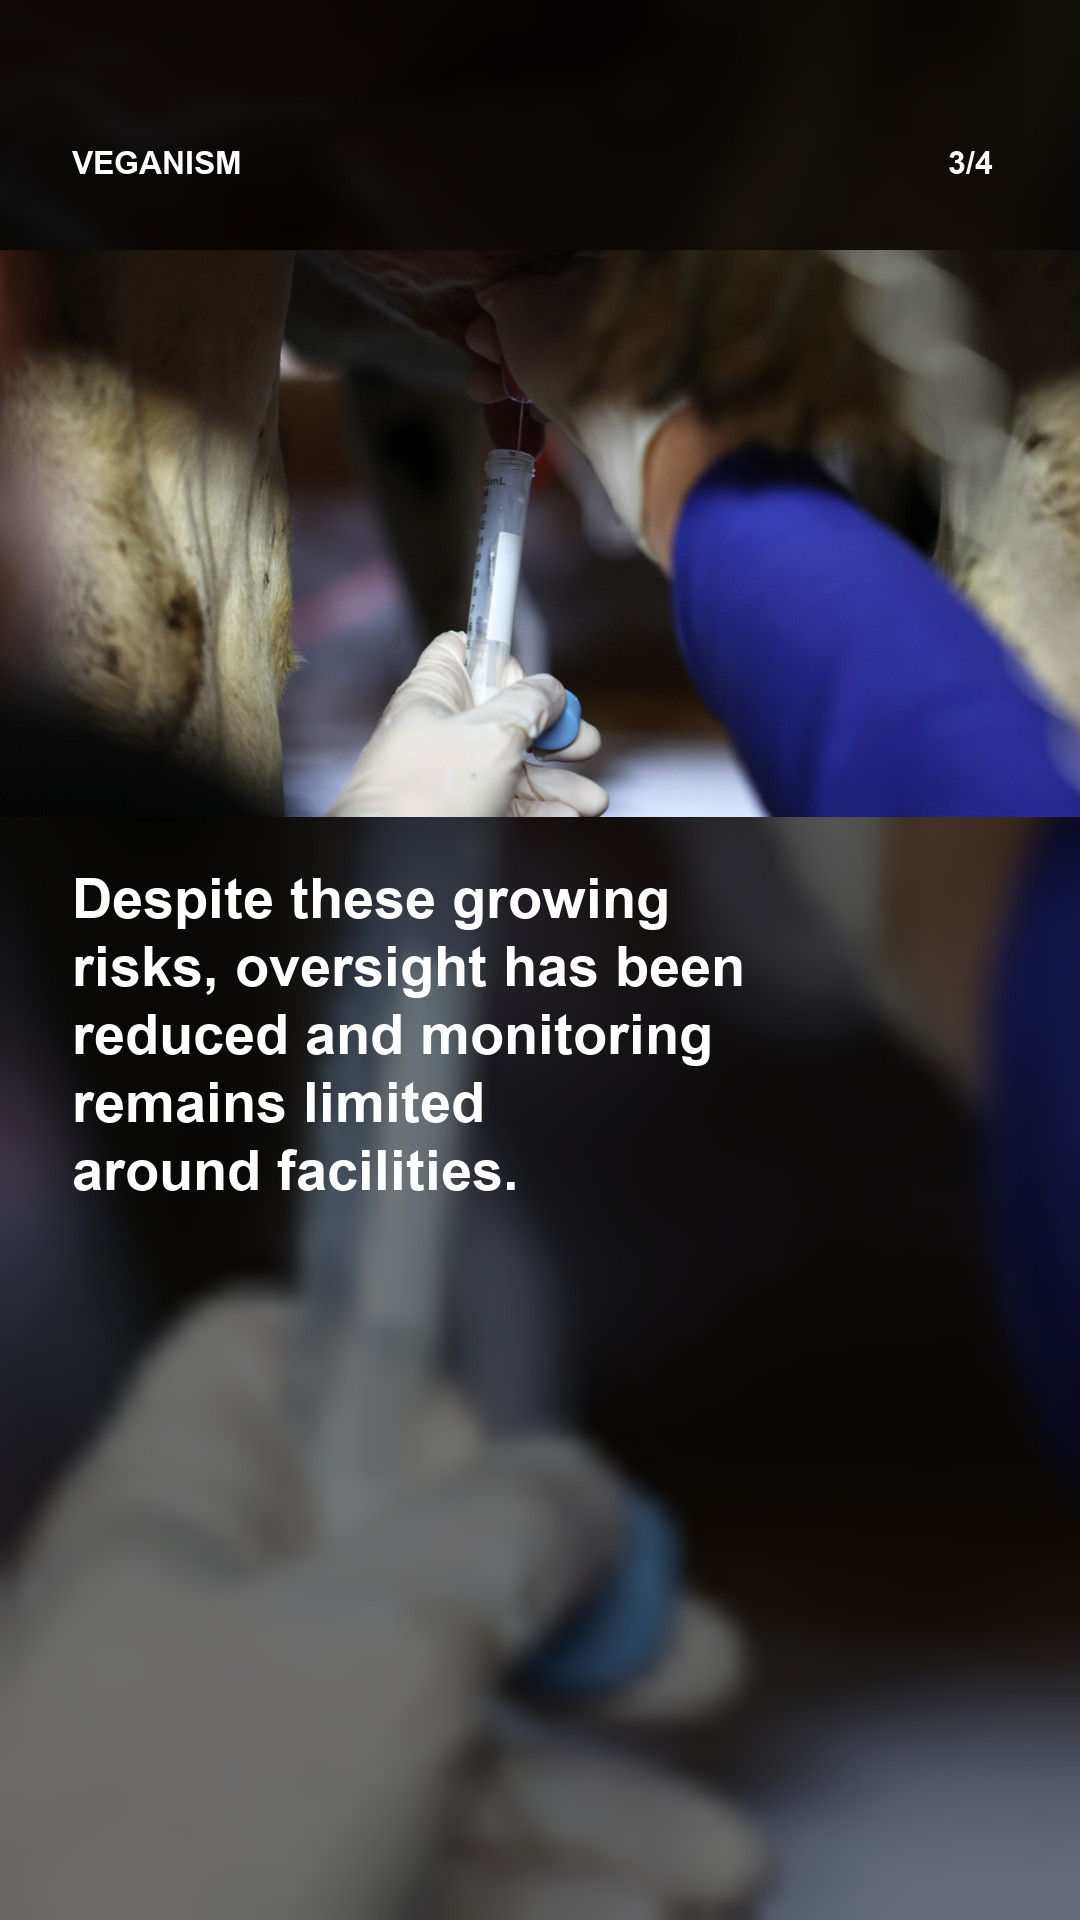 VEGANISM
3/4
Despite these growing
risks, oversight has been
reduced and monitoring
remains limited
around facilities.